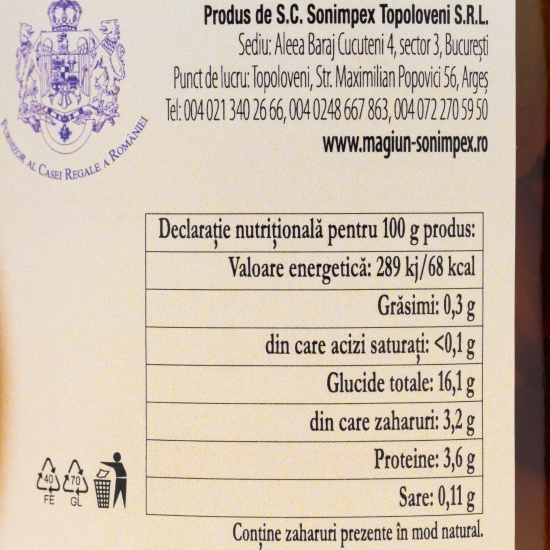 Produs de S.C. Sonimpex Topoloveni S.R.L.
Sediu: Aleea Baraj Cucuteni 4, sector 3, București
Punct de lucru: Topoloveni, Str. Maximilian Popovici 56, Argeș
Tel: 004 021 340 26 66, 004 0248 667 863, 004 072 270 59 50
www.magiun-sonimpex.ro
FURNIZOR AL CASEI REGALE A ROMÂNIEI
Declarație nutrițională pentru 100 g produs:
Valoare energetică: 289 kj/68 kcal
Grăsimi: 0,3 g
din care acizi saturați: <0,1 g
Glucide totale: 16,1 g
din care zaharuri: 3,2 g
Proteine: 3,6 g
Sare: 0,11 g
40 70
FE GL
Conține zaharuri prezente în mod natural.